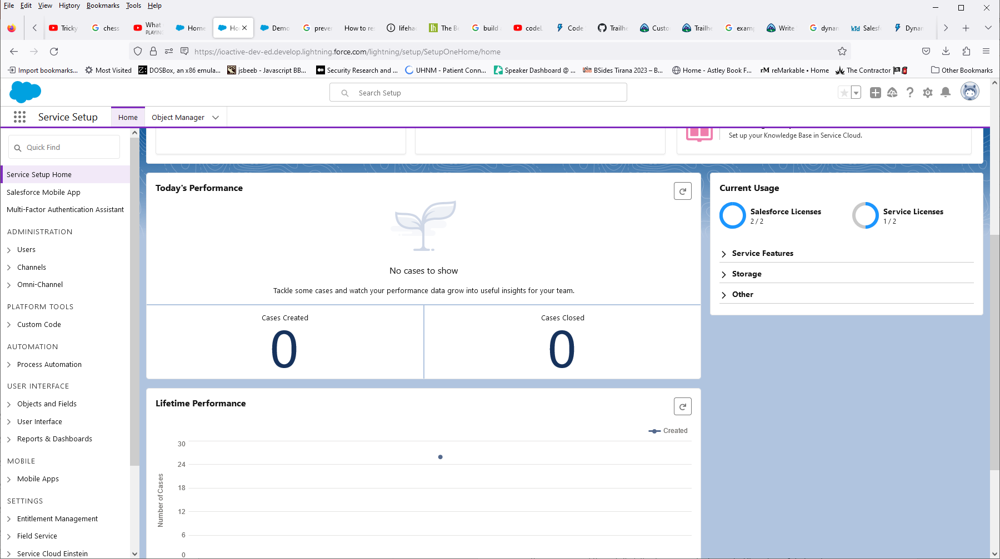 File Edit View History Bookmarks Tools Help
Tricky chess What PLAYING Home Ho Demo prever How to re lifeha The Be build codeL Code Trailhe Custo Trailhe exam Write dynan kid Salesf Dynan
https://ioactive-dev-ed.develop.lightning.force.com/lightning/setup/SetupOneHome/home
Import bookmarks... Most Visited DOSBox, an x86 emula... jsbeeb - Javascript BB... Security Research and ... UHNM - Patient Conn... Speaker Dashboard @ ... BSides Tirana 2023 – B... Home - Astley Book F... rM reMarkable • Home The Contractor Other Bookmarks
Search Setup
Service Setup Home Object Manager
Quick Find
Service Setup Home
Salesforce Mobile App
Multi-Factor Authentication Assistant
ADMINISTRATION
Users
Channels
Omni-Channel
PLATFORM TOOLS
Custom Code
AUTOMATION
Process Automation
USER INTERFACE
Objects and Fields
User Interface
Reports & Dashboards
MOBILE
Mobile Apps
SETTINGS
Entitlement Management
Field Service
Service Cloud Einstein
Set up your Knowledge Base in Service Cloud.
Today's Performance
No cases to show
Tackle some cases and watch your performance data grow into useful insights for your team.
Cases Created
0
Cases Closed
0
Current Usage
Salesforce Licenses
2 / 2
Service Licenses
1 / 2
Service Features
Storage
Other
Lifetime Performance
Created
Number of Cases
30
24
18
12
6
0